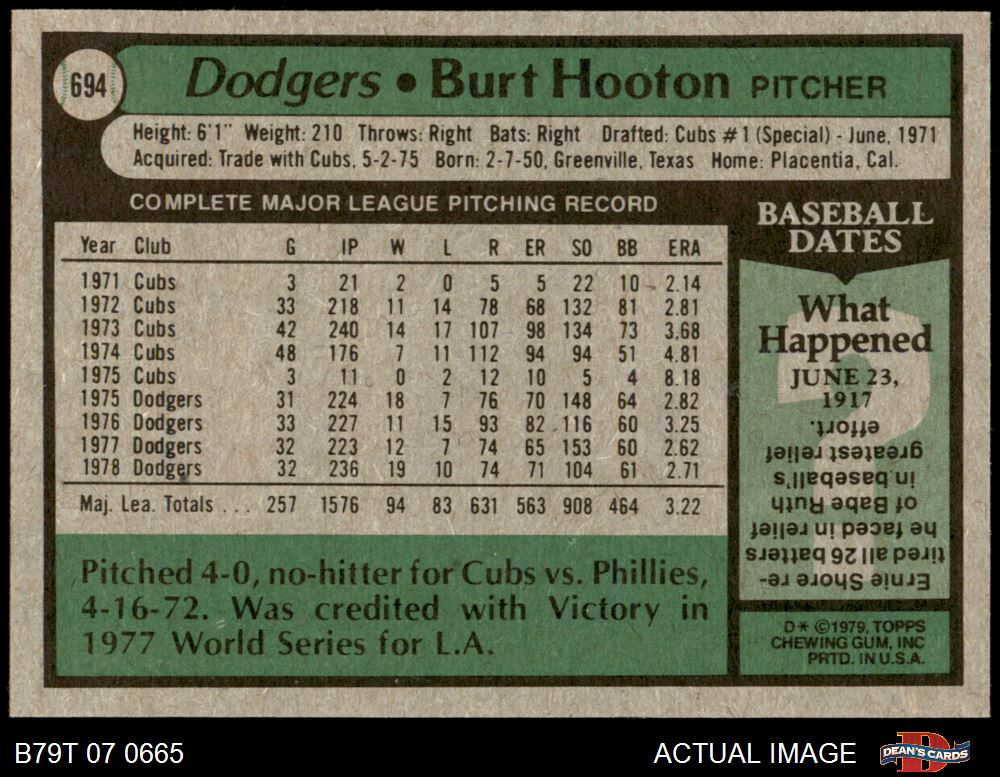 694
Dodgers • Burt Hooton PITCHER
Height: 6'1" Weight: 210 Throws: Right Bats: Right Drafted: Cubs #1 (Special) - June, 1971
Acquired: Trade with Cubs, 5-2-75 Born: 2-7-50, Greenville, Texas Home: Placentia, Cal.
COMPLETE MAJOR LEAGUE PITCHING RECORD
Year Club G IP W L R ER SO BB ERA
1971 Cubs 3 21 2 0 5 5 22 10 2.14
1972 Cubs 33 218 11 14 78 68 132 81 2.81
1973 Cubs 42 240 14 17 107 98 134 73 3.68
1974 Cubs 48 176 7 11 112 94 94 51 4.81
1975 Cubs 3 11 0 2 12 10 5 4 8.18
1975 Dodgers 31 224 18 7 76 70 148 64 2.82
1976 Dodgers 33 227 11 15 93 82 116 60 3.25
1977 Dodgers 32 223 12 7 74 65 153 60 2.62
1978 Dodgers 32 236 19 10 74 71 104 61 2.71
Maj. Lea. Totals ... 257 1576 94 83 631 563 908 464 3.22
Pitched 4-0, no-hitter for Cubs vs. Phillies,
4-16-72. Was credited with Victory in
1977 World Series for L.A.
BASEBALL
DATES
What
Happened
JUNE 23,
1917
Ernie Shore re-
tired all 26 batters
he faced in relief
of Babe Ruth
in baseball's
greatest relief
effort.
D* ©1979, TOPPS
CHEWING GUM, INC
PRTD. IN U.S.A.
B79T 07 0665
ACTUAL IMAGE
DEAN'S CARDS